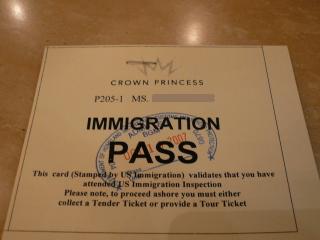 CROWN PRINCESS
P205-1 MS.
IMMIGRATION
PASS
2007
This card (Stamped by US Immigration) validates that you have
attended US Immigration Inspection
Please note, to proceed ashore you must either
collect a Tender Ticket or provide a Tour Ticket